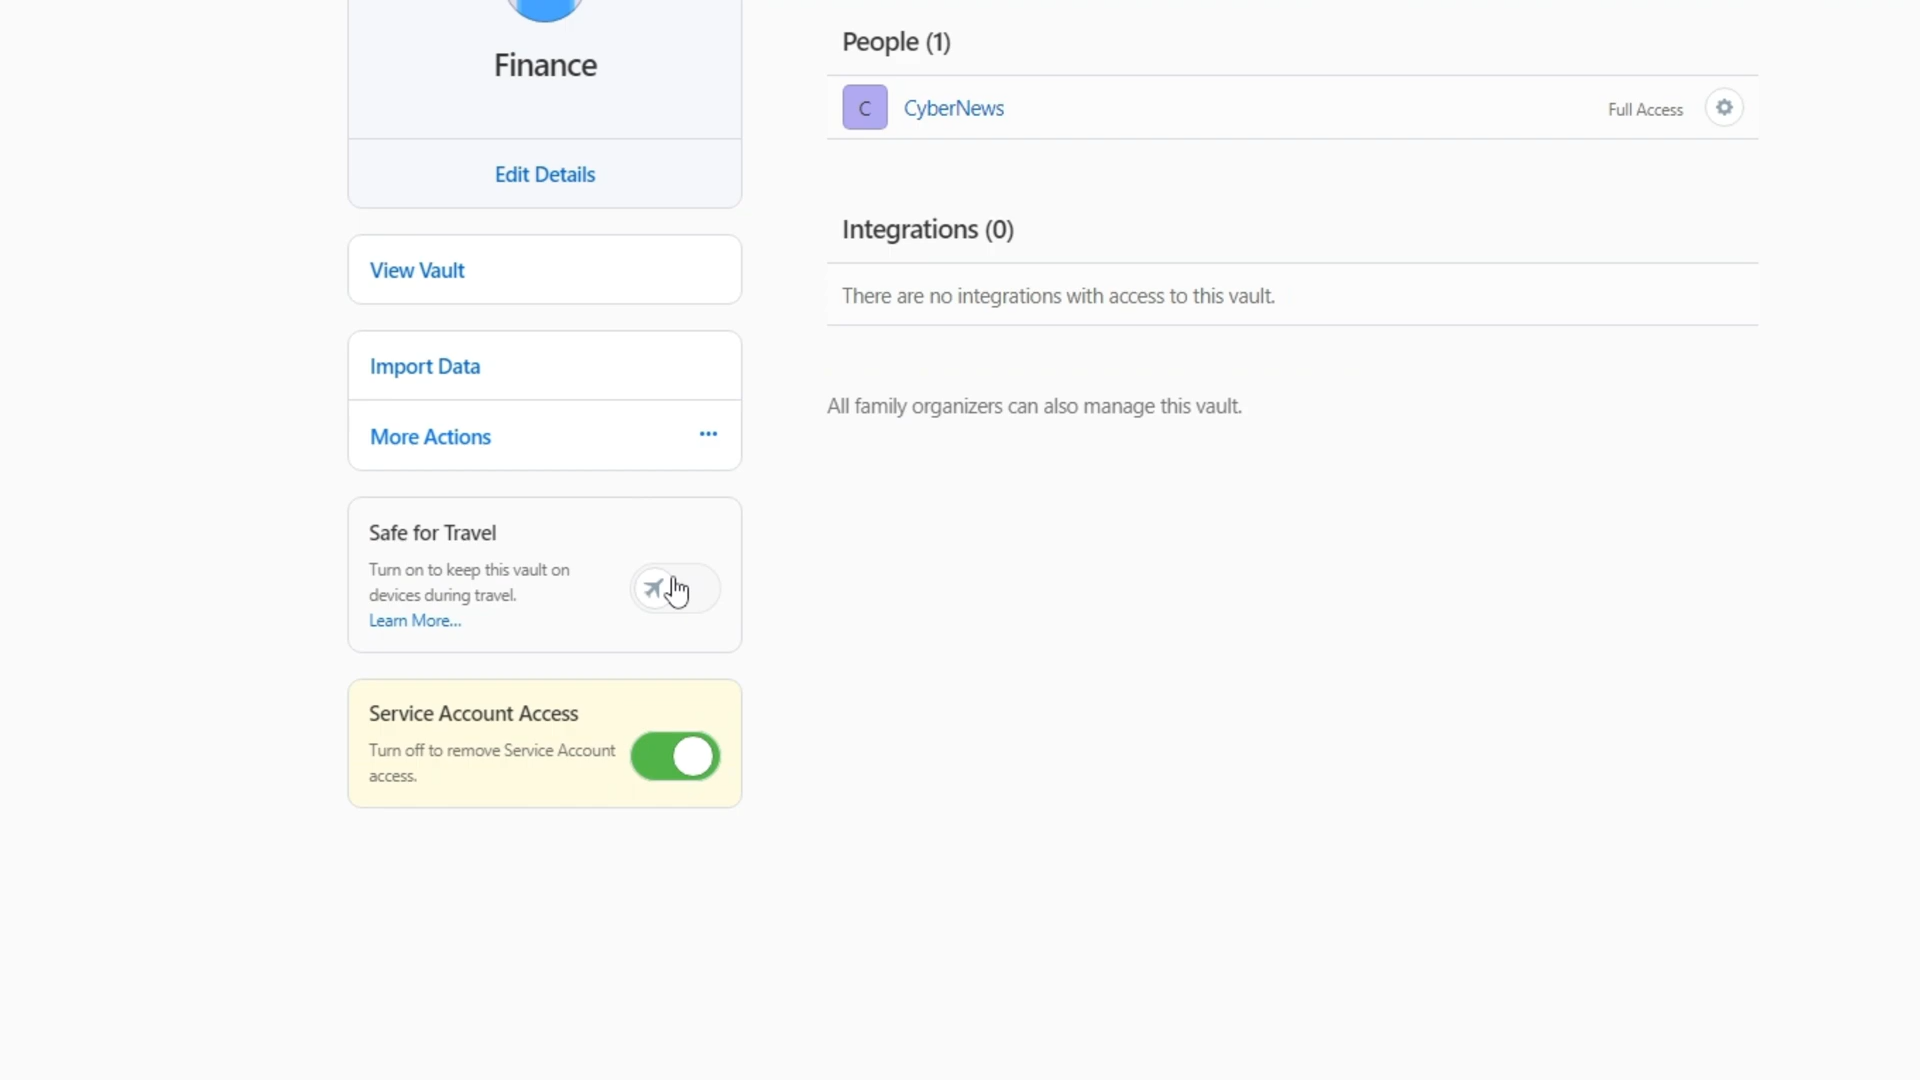 Finance
Edit Details
View Vault
Import Data
More Actions
Safe for Travel
Turn on to keep this vault on
devices during travel.
Learn More...
Service Account Access
Turn off to remove Service Account
access.
People (1)
C
CyberNews
Full Access
Integrations (0)
There are no integrations with access to this vault.
All family organizers can also manage this vault.